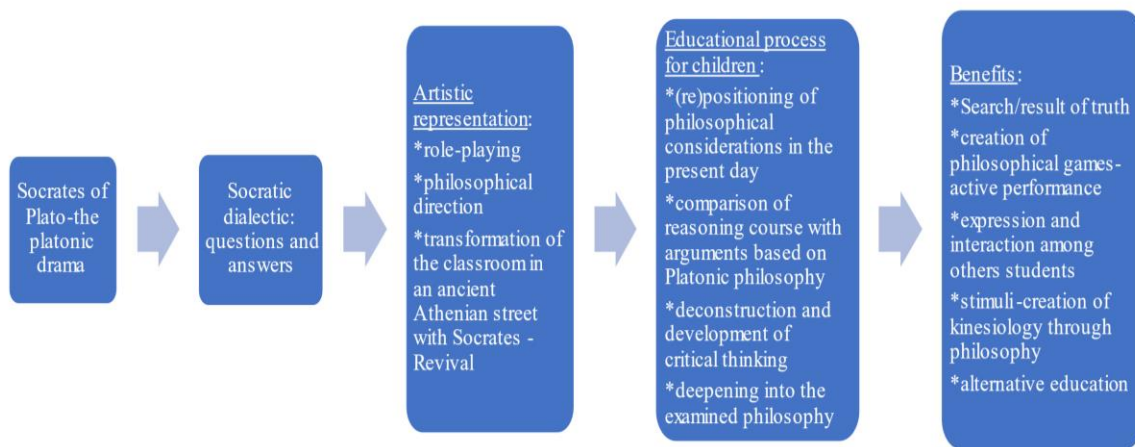 Socrates of
Plato-the
platonic
drama
Socratic
dialectic:
questions and
answers
Artistic
representation:
*role-playing
*philosophical
direction
*transformation of
the classroom in
an ancient
Athenian street
with Socrates -
Revival
Educational process
for children :
*(re)positioning of
philosophical
considerations in the
present day
*comparison of
reasoning course with
arguments based on
Platonic philosophy
*deconstruction and
development of
critical thinking
*deepening into the
examined philosophy
Benefits :
*Search/result of truth
*creation of
philosophical games-
active performance
*expression and
interaction among
others students
*stimuli-creation of
kinesiology through
philosophy
*alternative education